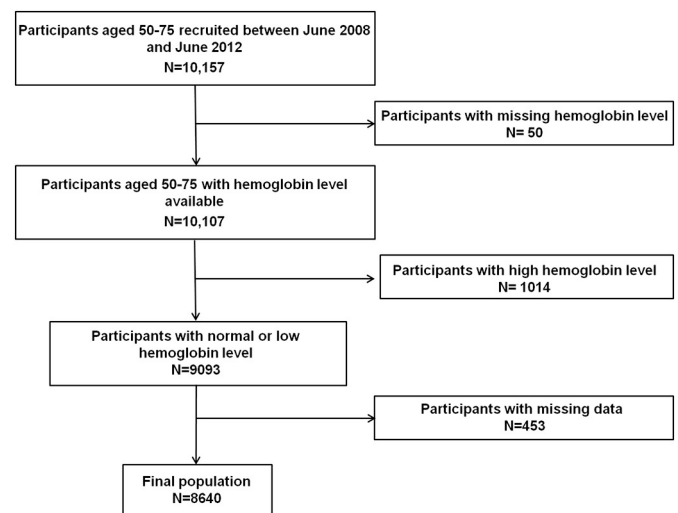 Participants aged 50-75 recruited between June 2008
and June 2012
N=10,157
Participants with missing hemoglobin level
N= 50
Participants aged 50-75 with hemoglobin level
available
N=10,107
Participants with high hemoglobin level
N= 1014
Participants with normal or low
hemoglobin level
N=9093
Participants with missing data
N=453
Final population
N=8640